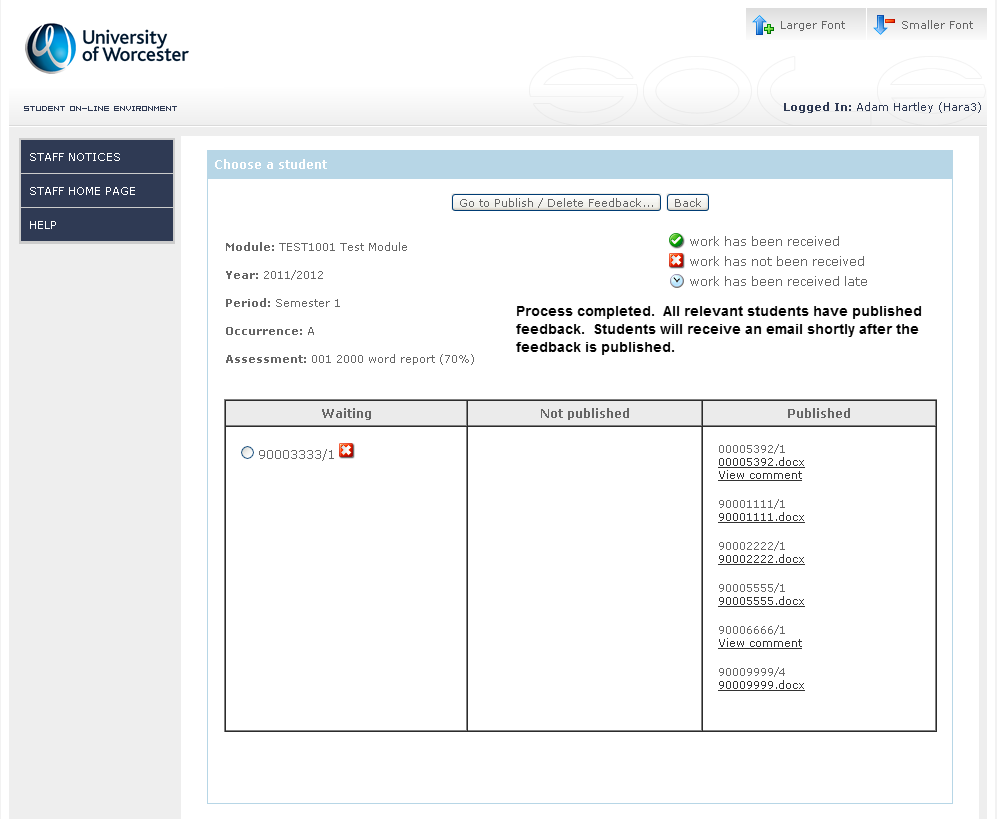 Larger Font
Smaller Font
University
of Worcester
SOLE
STUDENT ON-LINE ENVIRONMENT
Logged In: Adam Hartley (Hara3)
STAFF NOTICES
STAFF HOME PAGE
HELP
Choose a student
Go to Publish / Delete Feedback...
Back
Module: TEST1001 Test Module
Year: 2011/2012
Period: Semester 1
Occurrence: A
Assessment: 001 2000 word report (70%)
work has been received
work has not been received
work has been received late
Process completed. All relevant students have published
feedback. Students will receive an email shortly after the
feedback is published.
Waiting
Not published
Published
90003333/1
00005392/1
00005392.docx
View comment
90001111/1
90001111.docx
90002222/1
90002222.docx
90005555/1
90005555.docx
90006666/1
View comment
90009999/4
90009999.docx